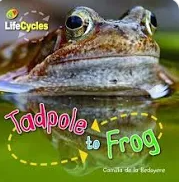 LifeCycles
Tadpole
to Frog
Camilla de la Bedoyere